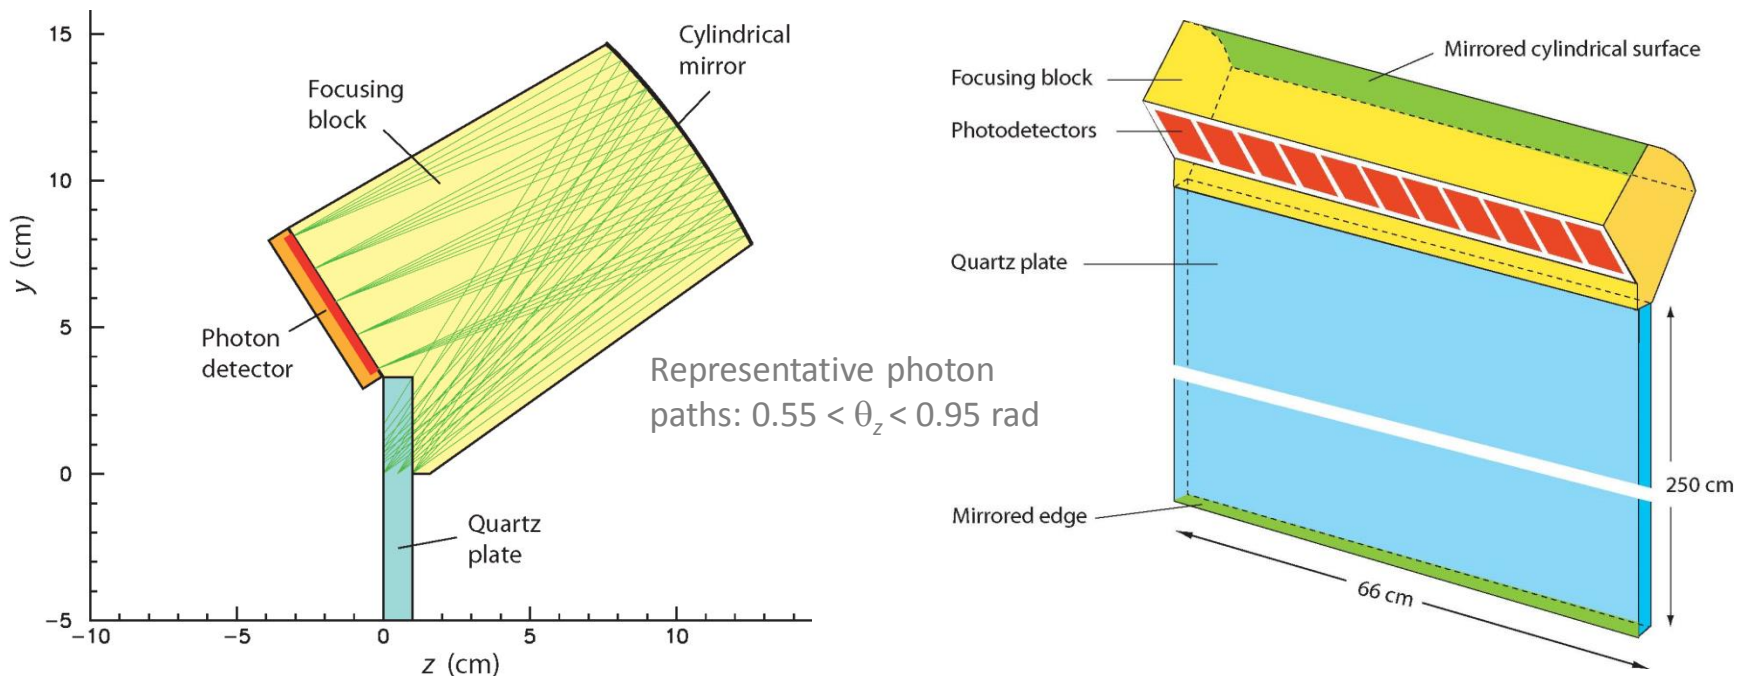 15
10
5
0
-5
-10
-5
0
5
10
y (cm)
z (cm)
Cylindrical
mirror
Focusing
block
Photon
detector
Quartz
plate
Representative photon
paths: 0.55 < θz < 0.95 rad
Mirrored cylindrical surface
Focusing block
Photodetectors
Quartz plate
Mirrored edge
250 cm
66 cm